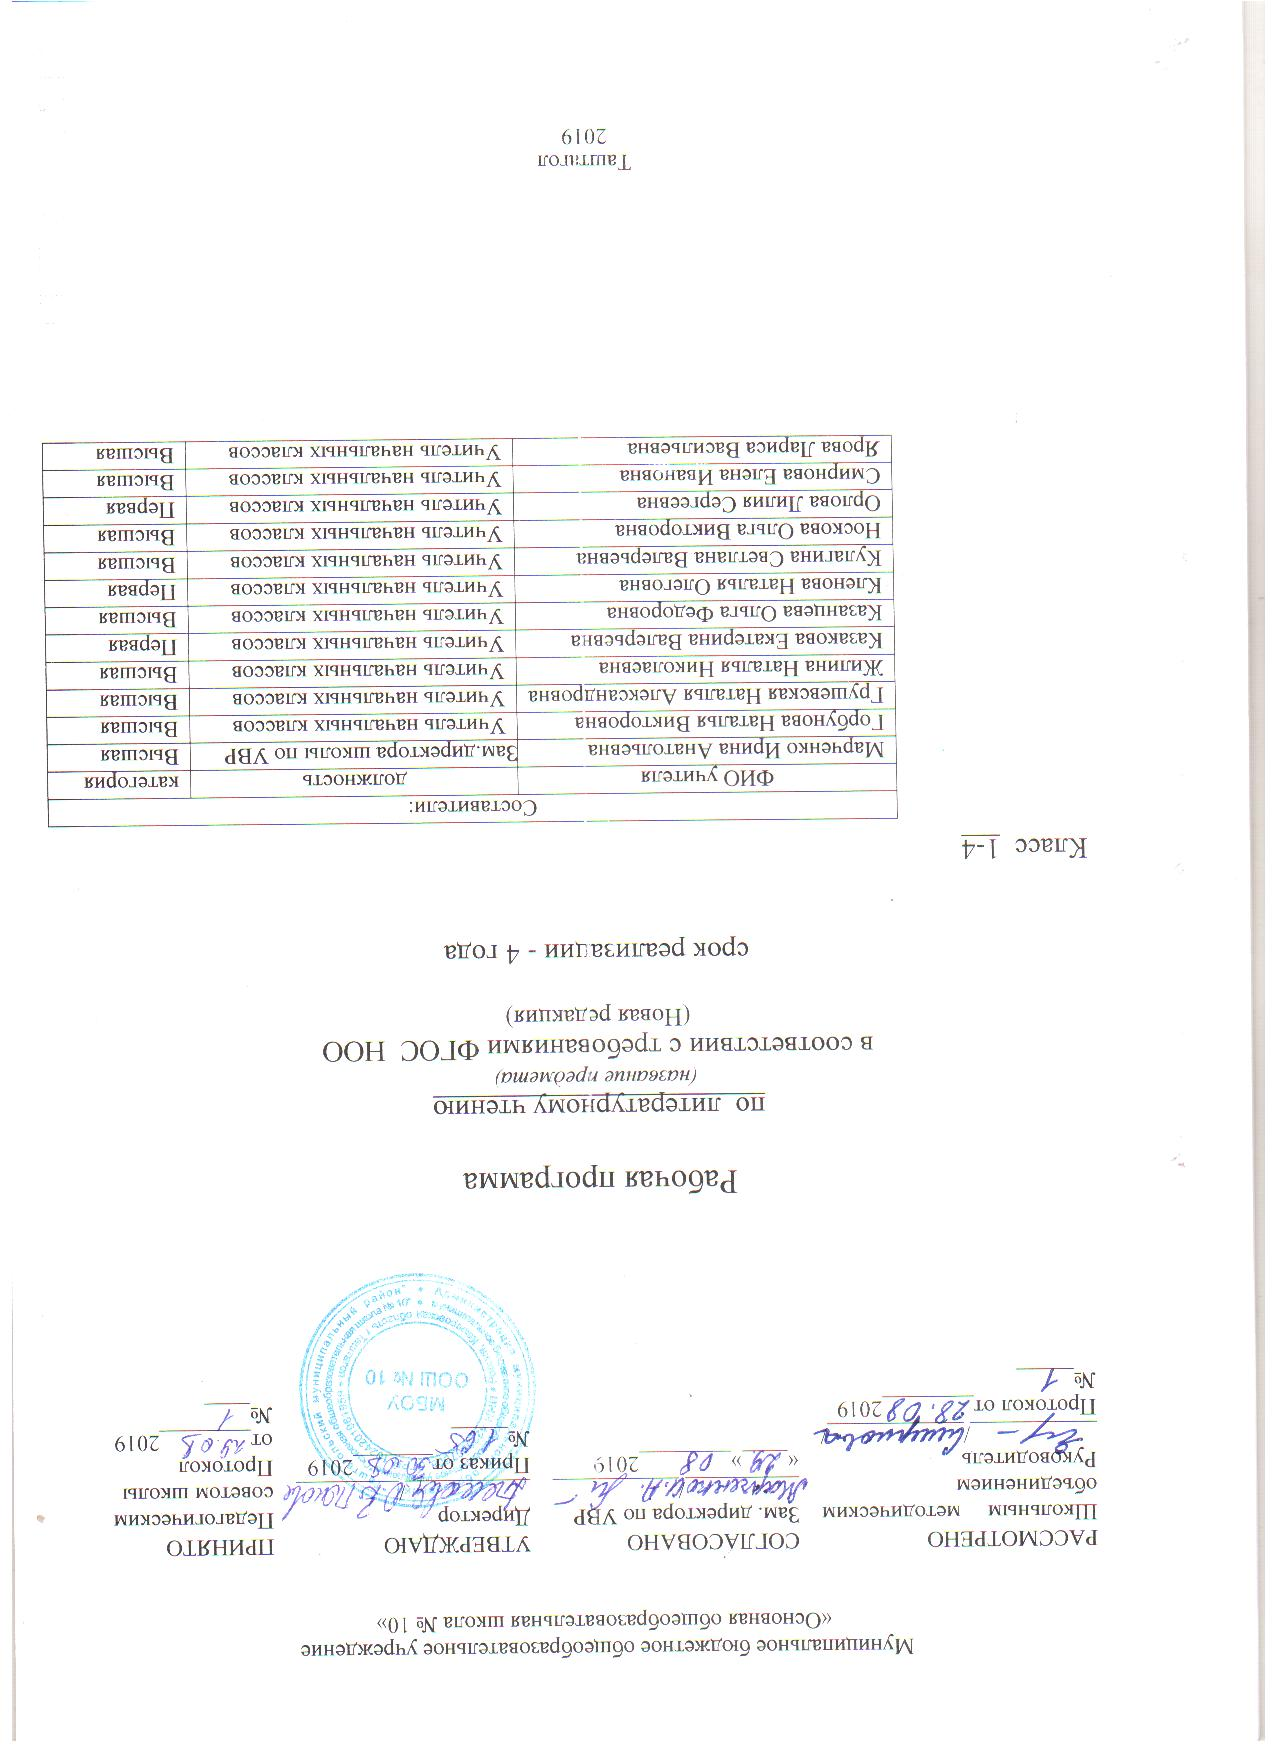 Муниципальное бюджетное общеобразовательное учреждение
«Основная общеобразовательная школа № 10»
РАССМОТРЕНО
Школьным методическим
объединением
Руководитель
Протокол от 28.08 2019
№ 1
СОГЛАСОВАНО
Зам. директора по УВР
« 29 » 08 2019
УТВЕРЖДАЮ
Директор
Приказ от 30.08 2019
№
ПРИНЯТО
Педагогическим
советом школы
Протокол
от 2019
№ 1
МБОУ
ООШ № 10
Рабочая программа
по литературному чтению
(название предмета)
в соответствии с требованиями ФГОС НОО
(Новая редакция)
срок реализации - 4 года
Класс 1-4
Составители:
ФИО учителя должность категория
Марченко Ирина Анатольевна Зам.директора школы по УВР Высшая
Горбунова Наталья Викторовна Учитель начальных классов Высшая
Грушевская Наталья Александровна Учитель начальных классов Высшая
Жилина Наталья Николаевна Учитель начальных классов Высшая
Казакова Екатерина Валерьевна Учитель начальных классов Первая
Казанцева Ольга Федоровна Учитель начальных классов Высшая
Кленова Наталья Олеговна Учитель начальных классов Первая
Кулагина Светлана Валерьевна Учитель начальных классов Высшая
Носкова Ольга Викторовна Учитель начальных классов Высшая
Орлова Лилия Сергеевна Учитель начальных классов Первая
Смирнова Елена Ивановна Учитель начальных классов Высшая
Ярова Лариса Васильевна Учитель начальных классов Высшая
Таштагол
2019